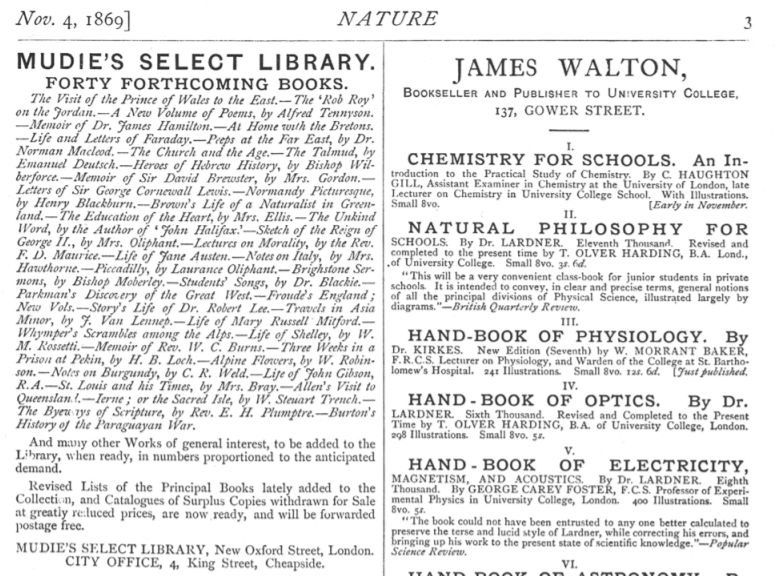 Nov. 4, 1869]
NATURE
3
MUDIE'S SELECT LIBRARY.
FORTY FORTHCOMING BOOKS.
The Visit of the Prince of Wales to the East.—The 'Rob Roy'
on the Jordan.—A New Volume of Poems, by Alfred Tennyson.
—Memoir of Dr. James Hamilton.—At Home with the Bretons.
—Life and Letters of Faraday.—Peeps at the Far East, by Dr.
Norman Macleod.—The Church and the Age.—The Talmud, by
Emanuel Deutsch.—Heroes of Hebrew History, by Bishop Wil-
berforce.—Memoir of Sir David Brewster, by Mrs. Gordon.—
Letters of Sir George Cornewall Lewis.—Normandy Picturesque,
by Henry Blackburn.—Brown's Life of a Naturalist in Green-
land.—The Education of the Heart, by Mrs. Ellis.—The Unkind
Word, by the Author of 'John Halifax.'—Sketch of the Reign of
George II., by Mrs. Oliphant.—Lectures on Morality, by the Rev.
F. D. Maurice.—Life of Jane Austen.—Notes on Italy, by Mrs.
Hawthorne.—Piccadilly, by Laurance Oliphant.—Brighstone Ser-
mons, by Bishop Moberley.—Students' Songs, by Dr. Blackie.—
Parkman's Discovery of the Great West.—Froude's England;
New Vols.—Story's Life of Dr. Robert Lee.—Travels in Asia
Minor, by J. Van Lennep.—Life of Mary Russell Mitford.—
Whymper's Scrambles among the Alps.—Life of Shelley, by W.
M. Rossetti.—Memoir of Rev. W. C. Burns.—Three Weeks in a
Prison at Pekin, by H. B. Loch.—Alpine Flowers, by W. Robin-
son.—Notes on Burgundy, by C. R. Weld.—Life of John Gibson,
R.A.—St. Louis and his Times, by Mrs. Bray.—Allen's Visit to
Queensland.—Ierne; or the Sacred Isle, by W. Steuart Trench.—
The Byeways of Scripture, by Rev. E. H. Plumptre.—Burton's
History of the Paraguayan War.
And many other Works of general interest, to be added to the
Library, when ready, in numbers proportioned to the anticipated
demand.
Revised Lists of the Principal Books lately added to the
Collection, and Catalogues of Surplus Copies withdrawn for Sale
at greatly reduced prices, are now ready, and will be forwarded
postage free.
MUDIE'S SELECT LIBRARY, New Oxford Street, London.
CITY OFFICE, 4, King Street, Cheapside.
JAMES WALTON,
BOOKSELLER AND PUBLISHER TO UNIVERSITY COLLEGE,
137, GOWER STREET.
I.
CHEMISTRY FOR SCHOOLS. An In-
troduction to the Practical Study of Chemistry. By C. HAUGHTON
GILL, Assistant Examiner in Chemistry at the University of London, late
Lecturer on Chemistry in University College School. With Illustrations.
Small 8vo. [Early in November.
II.
NATURAL PHILOSOPHY FOR
SCHOOLS. By Dr. LARDNER. Eleventh Thousand. Revised and
completed to the present time by T. OLVER HARDING, B.A. Lond.,
of University College. Small 8vo. 3s. 6d.
"This will be a very convenient class-book for junior students in private
schools. It is intended to convey, in clear and precise terms, general notions
of all the principal divisions of Physical Science, illustrated largely by
diagrams."—British Quarterly Review.
III.
HAND-BOOK OF PHYSIOLOGY. By
Dr. KIRKES. New Edition (Seventh) by W. MORRANT BAKER,
F.R.C.S. Lecturer on Physiology, and Warden of the College at St. Bartho-
lomew's Hospital. 241 Illustrations. Small 8vo. 12s. 6d. [Just published.
IV.
HAND-BOOK OF OPTICS. By Dr.
LARDNER. Sixth Thousand. Revised and Completed to the Present
Time by T. OLVER HARDING, B.A. of University College, London.
298 Illustrations. Small 8vo. 5s.
V.
HAND-BOOK OF ELECTRICITY,
MAGNETISM, AND ACOUSTICS. By Dr. LARDNER. Eighth
Thousand. By GEORGE CAREY FOSTER, F.C.S. Professor of Experi-
mental Physics in University College, London. 400 Illustrations. Small
8vo. 5s.
"The book could not have been entrusted to any one better calculated to
preserve the terse and lucid style of Lardner, while correcting his errors, and
bringing up his work to the present state of scientific knowledge."—Popular
Science Review.
VI.
HAND-BOOK OF ASTRONOMY.